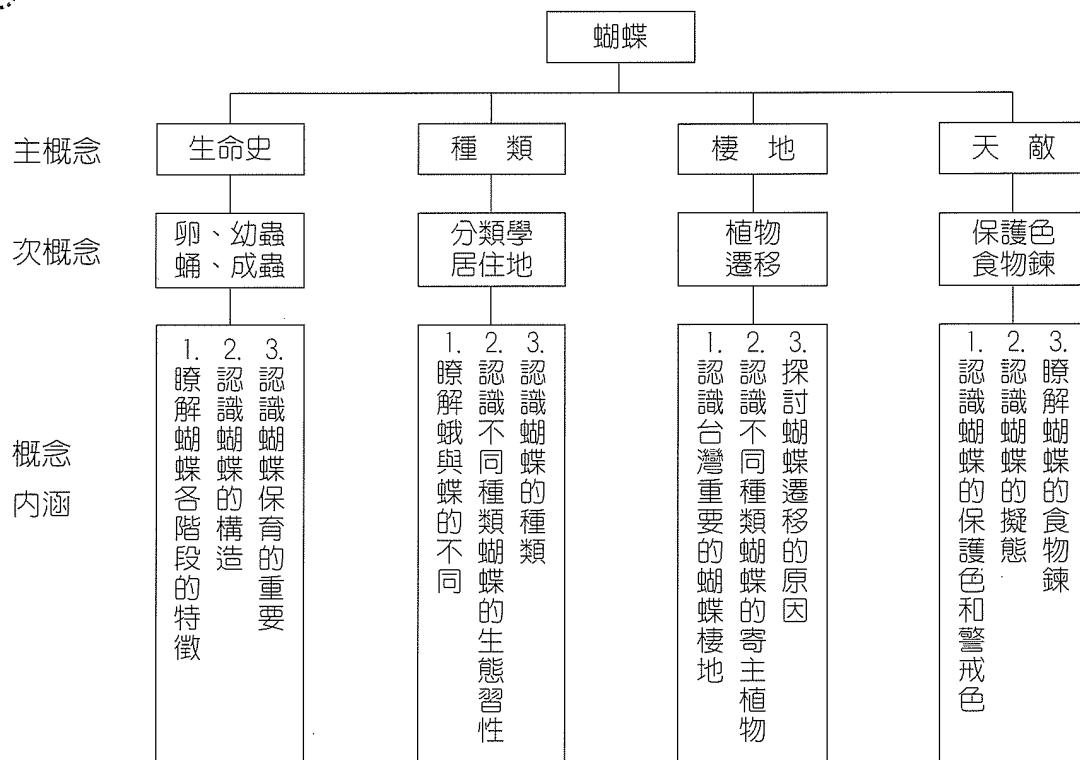 蝴蝶
主概念
生命史
種 類
棲 地
天 敵
次概念
卵、幼蟲
蛹、成蟲
分類學
居住地
植物
遷移
保護色
食物鍊
概念
內涵
1.瞭解蝴蝶各階段的特徵
2.認識蝴蝶的構造
3.認識蝴蝶保育的重要
1.瞭解蛾與蝶的不同
2.認識不同種類蝴蝶的生態習性
3.認識蝴蝶的種類
1.認識台灣重要的蝴蝶棲地
2.認識不同種類蝴蝶的寄主植物
3.探討蝴蝶遷移的原因
1.認識蝴蝶的保護色和警戒色
2.認識蝴蝶的擬態
3.瞭解蝴蝶的食物鍊